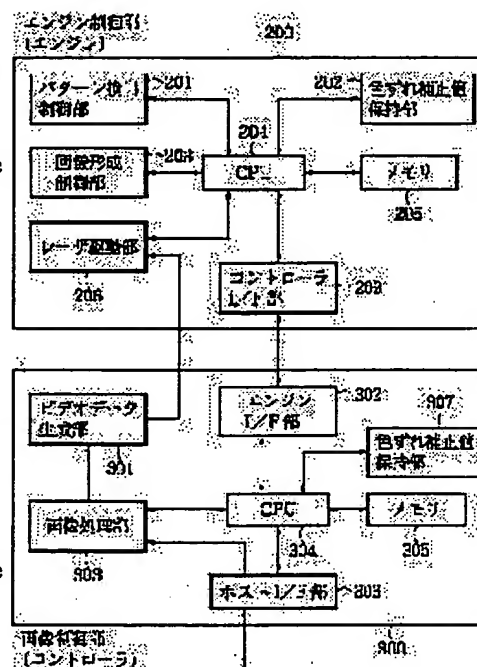 エンジン制御部
(エンジン)
200
201
パターン検
制御部
202
色ずれ補正値
保持部
204
CPU
画像形成
制御部
メモリ
205
レーザ駆動部
206
コントローラ
I/F部
203
エンジン
I/F部
302
ビデオデータ
生成部
301
307
色ずれ補正値
保持部
画像処理部
CPU
304
メモリ
305
ホストI/F部
303
画像制御部
(コントローラ)
300